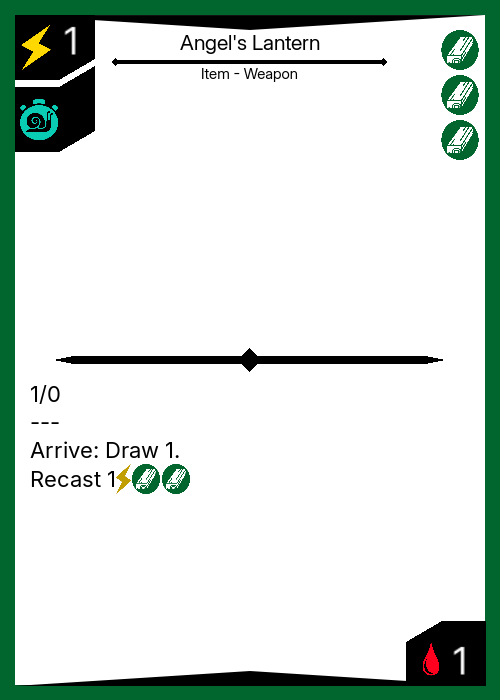 1
Angel's Lantern
Item - Weapon
1/0
---
Arrive: Draw 1.
Recast 1
1